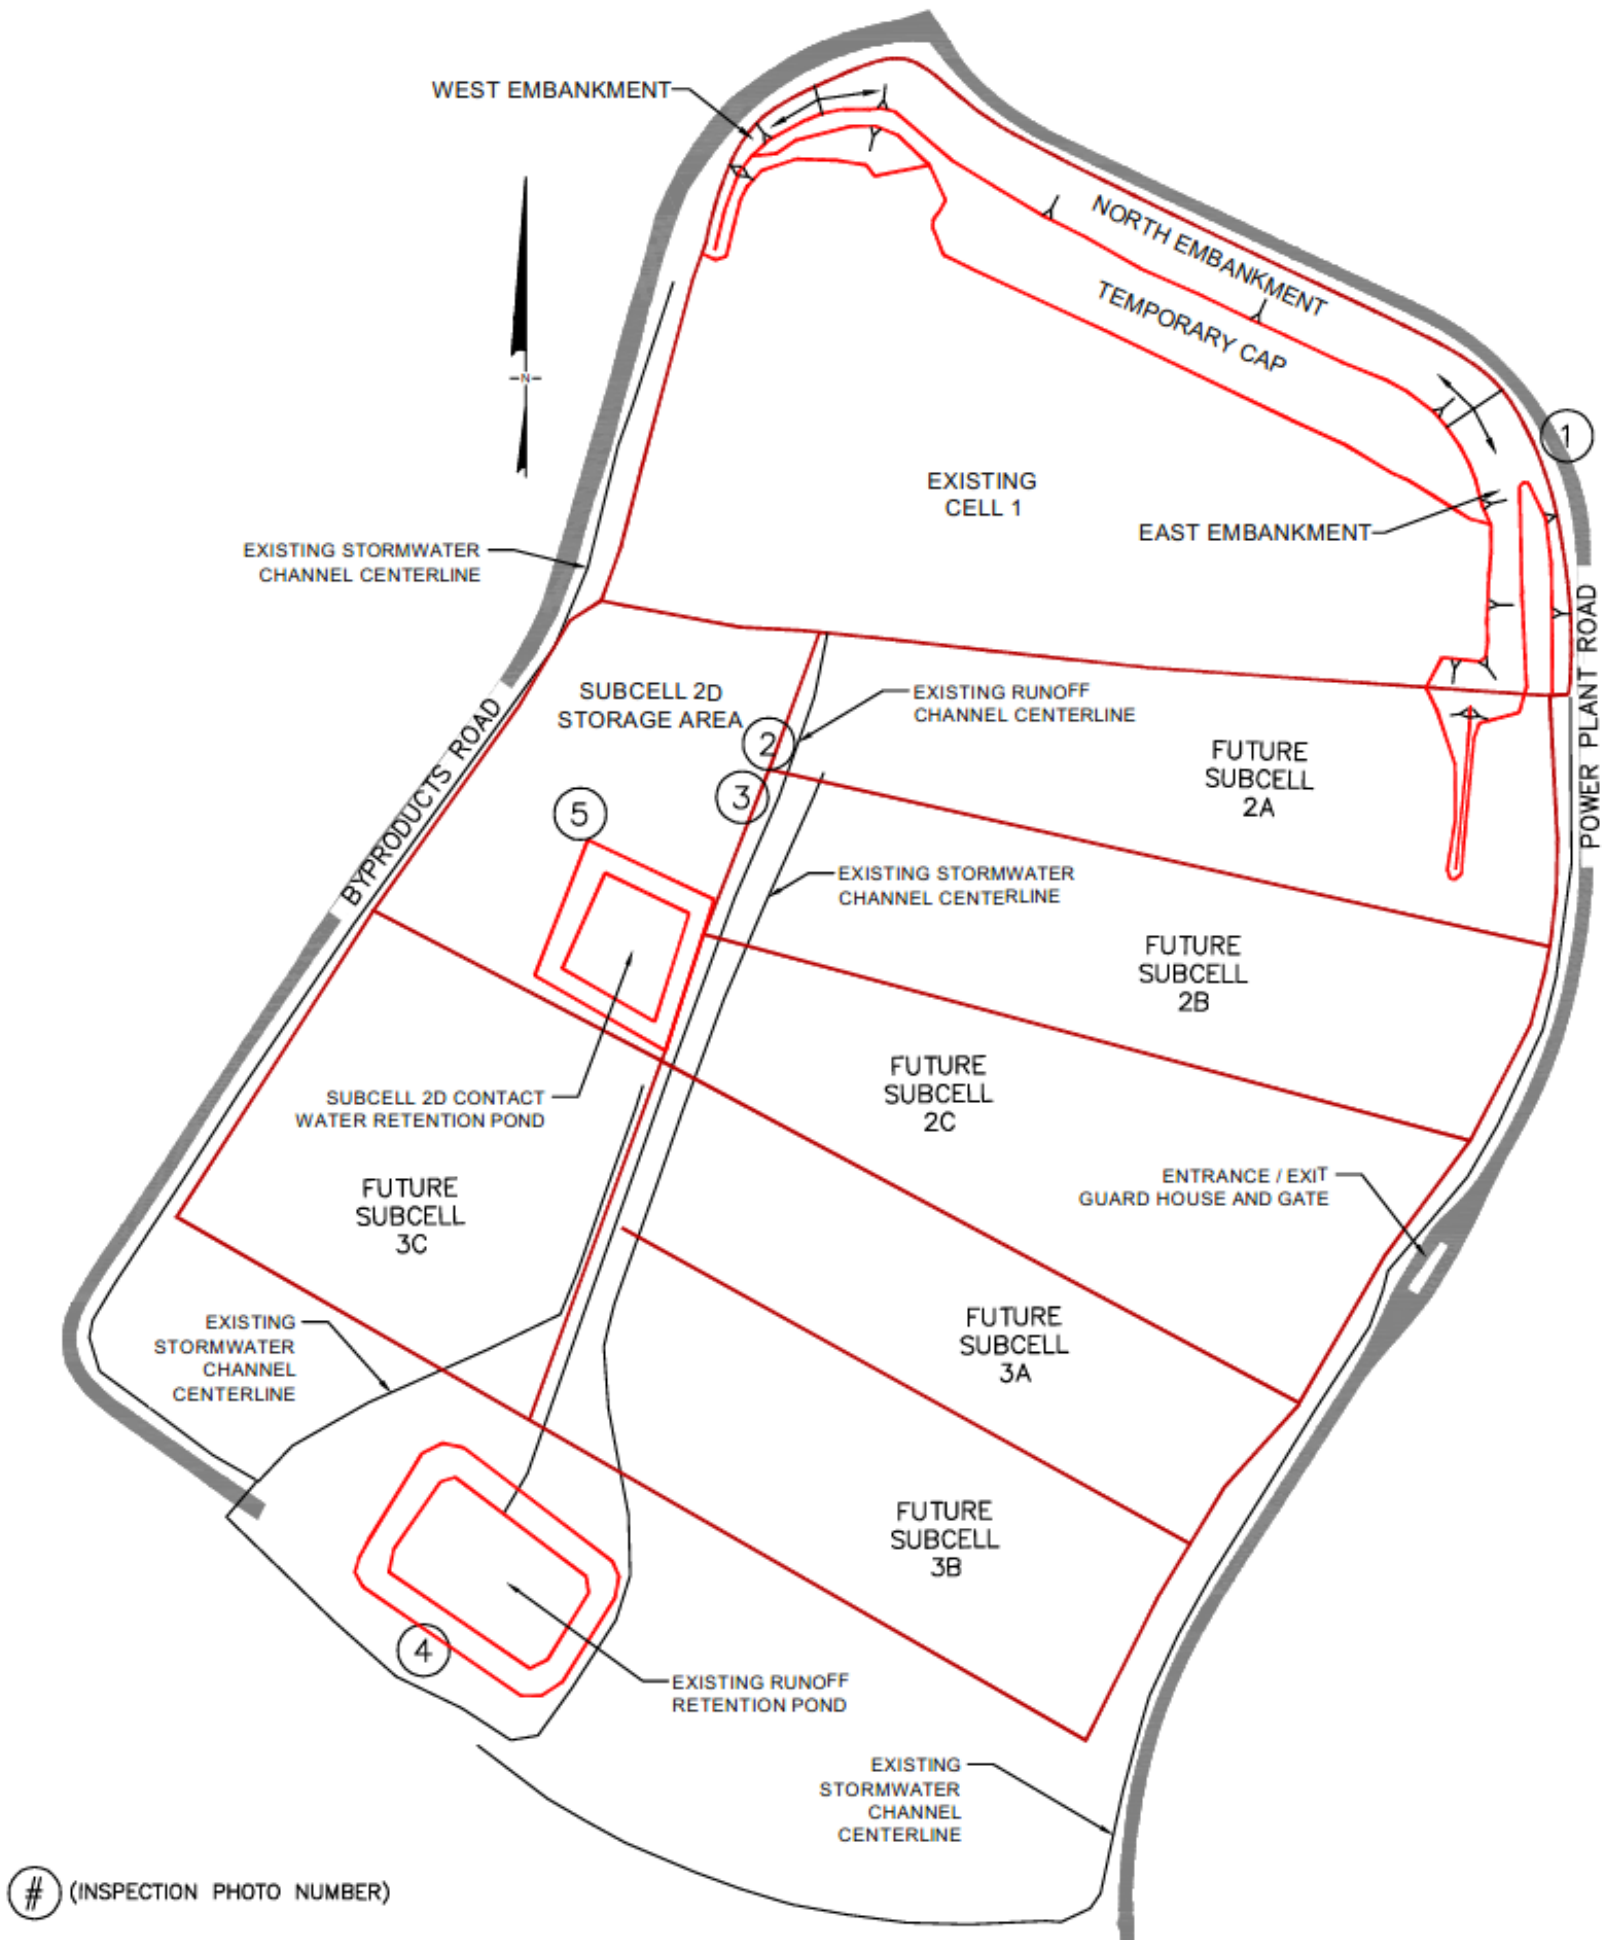 WEST EMBANKMENT
NORTH EMBANKMENT
TEMPORARY CAP
-N-
1
EXISTING
CELL 1
EAST EMBANKMENT
EXISTING STORMWATER
CHANNEL CENTERLINE
POWER PLANT ROAD
SUBCELL 2D
STORAGE AREA
EXISTING RUNOFF
CHANNEL CENTERLINE
BYPRODUCTS ROAD
2
3
5
FUTURE
SUBCELL
2A
EXISTING STORMWATER
CHANNEL CENTERLINE
FUTURE
SUBCELL
2B
SUBCELL 2D CONTACT
WATER RETENTION POND
FUTURE
SUBCELL
2C
ENTRANCE / EXIT
GUARD HOUSE AND GATE
FUTURE
SUBCELL
3C
EXISTING
STORMWATER
CHANNEL
CENTERLINE
FUTURE
SUBCELL
3A
FUTURE
SUBCELL
3B
4
EXISTING RUNOFF
RETENTION POND
EXISTING
STORMWATER
CHANNEL
CENTERLINE
# (INSPECTION PHOTO NUMBER)